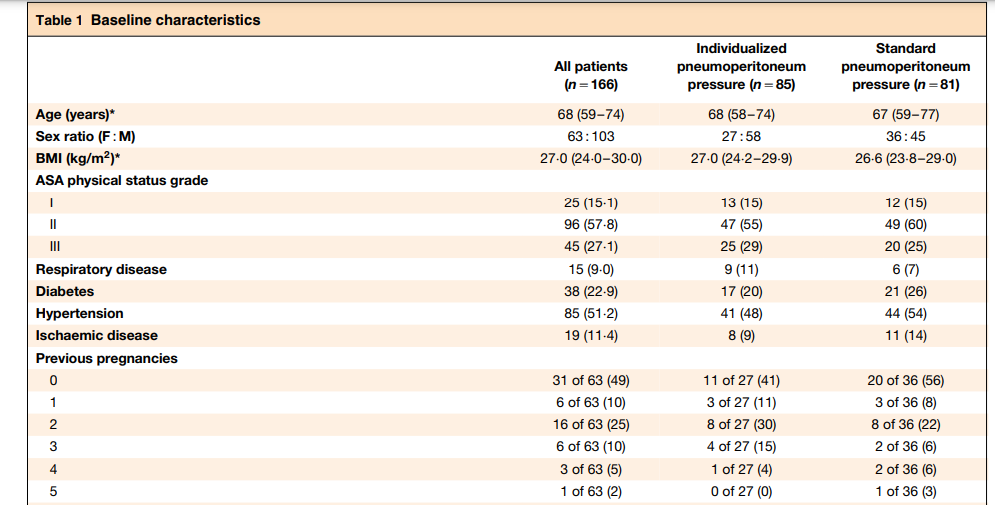 Table 1 Baseline characteristics
All patients (n = 166) Individualized pneumoperitoneum pressure (n = 85) Standard pneumoperitoneum pressure (n = 81)
Age (years)* 68 (59–74) 68 (58–74) 67 (59–77)
Sex ratio (F : M) 63 : 103 27 : 58 36 : 45
BMI (kg/m²)* 27·0 (24·0–30·0) 27·0 (24·2–29·9) 26·6 (23·8–29·0)
ASA physical status grade
I 25 (15·1) 13 (15) 12 (15)
II 96 (57·8) 47 (55) 49 (60)
III 45 (27·1) 25 (29) 20 (25)
Respiratory disease 15 (9·0) 9 (11) 6 (7)
Diabetes 38 (22·9) 17 (20) 21 (26)
Hypertension 85 (51·2) 41 (48) 44 (54)
Ischaemic disease 19 (11·4) 8 (9) 11 (14)
Previous pregnancies
0 31 of 63 (49) 11 of 27 (41) 20 of 36 (56)
1 6 of 63 (10) 3 of 27 (11) 3 of 36 (8)
2 16 of 63 (25) 8 of 27 (30) 8 of 36 (22)
3 6 of 63 (10) 4 of 27 (15) 2 of 36 (6)
4 3 of 63 (5) 1 of 27 (4) 2 of 36 (6)
5 1 of 63 (2) 0 of 27 (0) 1 of 36 (3)